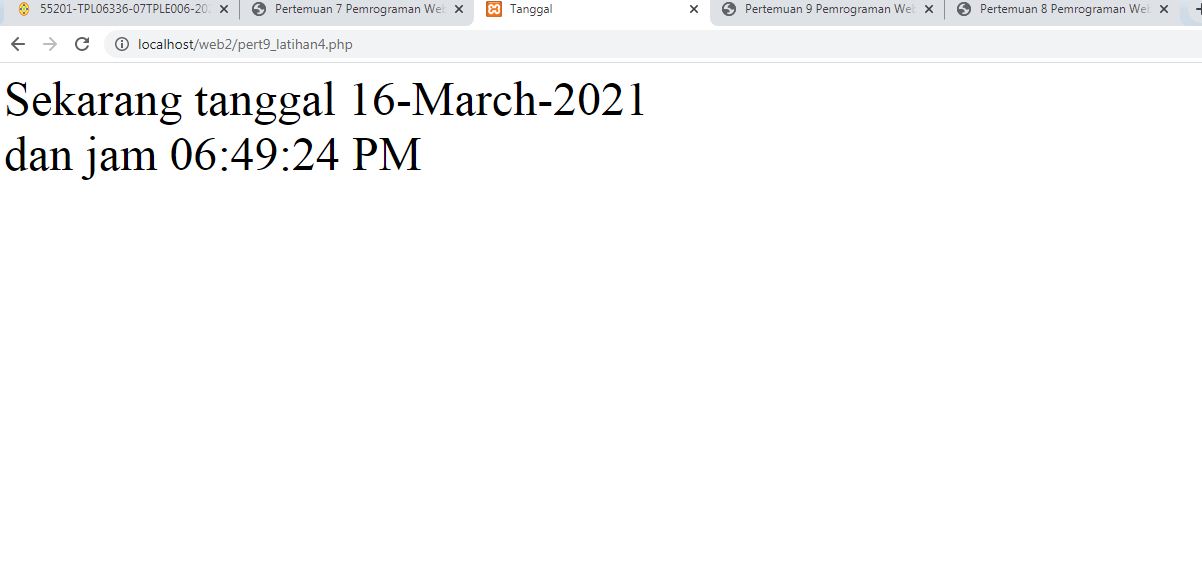 55201-TPL06336-07TPLE006-202
Pertemuan 7 Pemrograman Web
Tanggal
Pertemuan 9 Pemrograman Web
Pertemuan 8 Pemrograman Web
localhost/web2/pert9_latihan4.php
Sekarang tanggal 16-March-2021
dan jam 06:49:24 PM